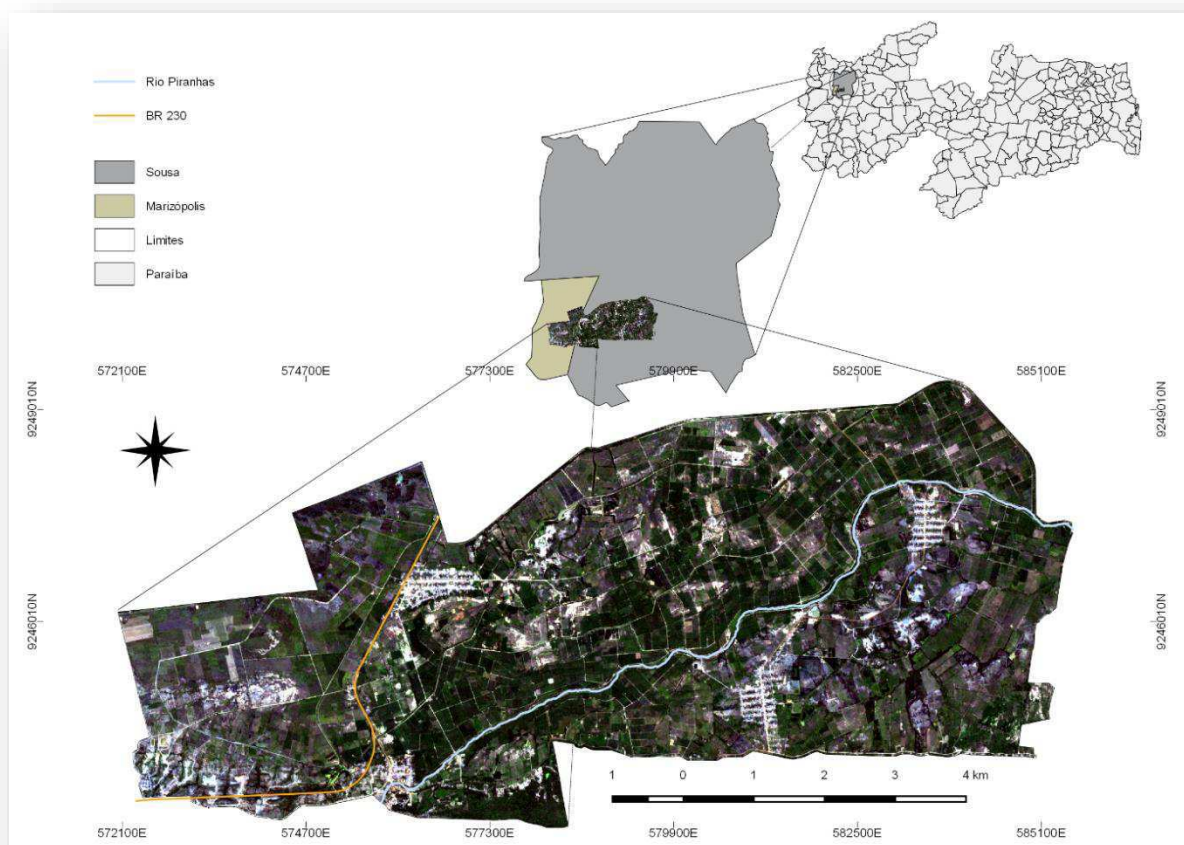 Rio Piranhas
BR 230
Sousa
Marizópolis
Limites
Paraíba
572100E 574700E 577300E 579900E 582500E 585100E
9249010N 9249010N
9246010N 9246010N
1 0 1 2 3 4 km
572100E 574700E 577300E 579900E 582500E 585100E